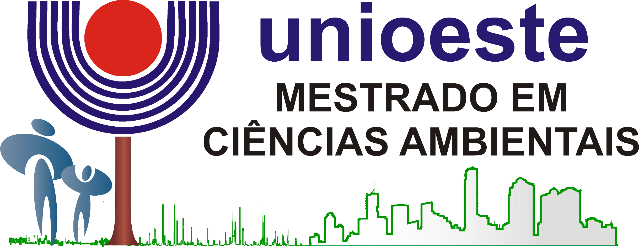 unioeste
MESTRADO EM
CIÊNCIAS AMBIENTAIS